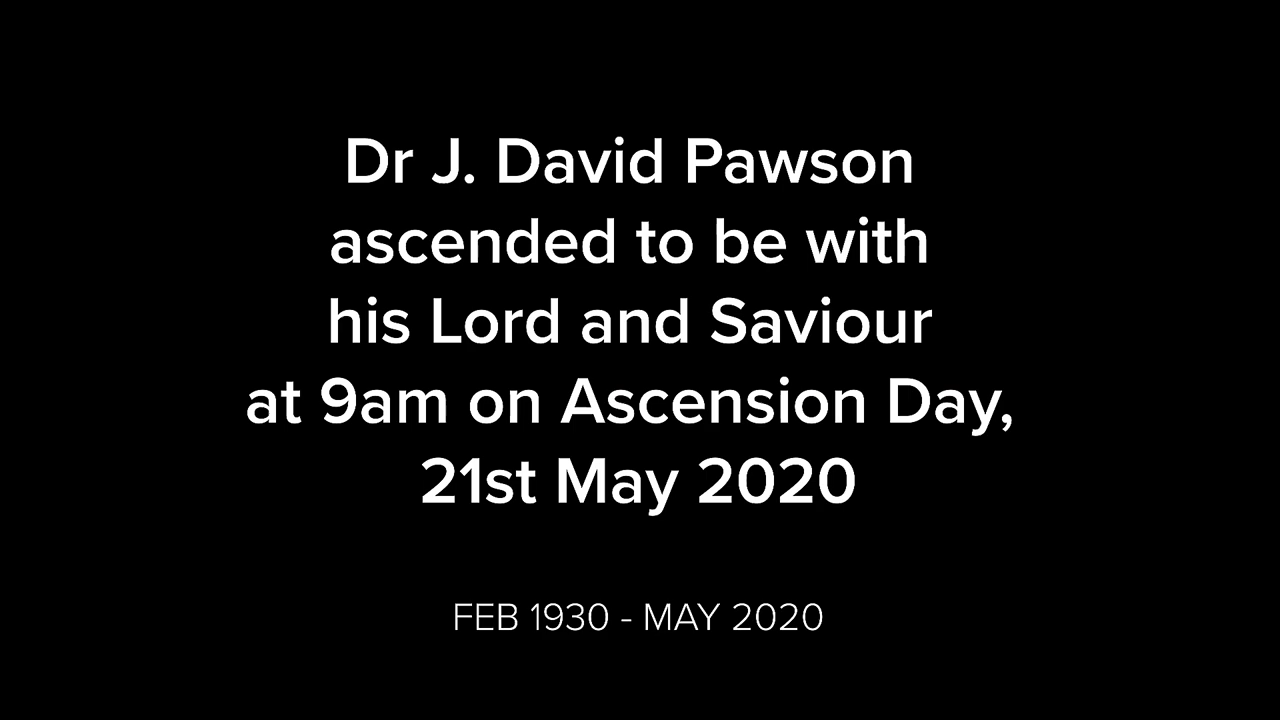 Dr J. David Pawson
ascended to be with
his Lord and Saviour
at 9am on Ascension Day,
21st May 2020
FEB 1930 - MAY 2020